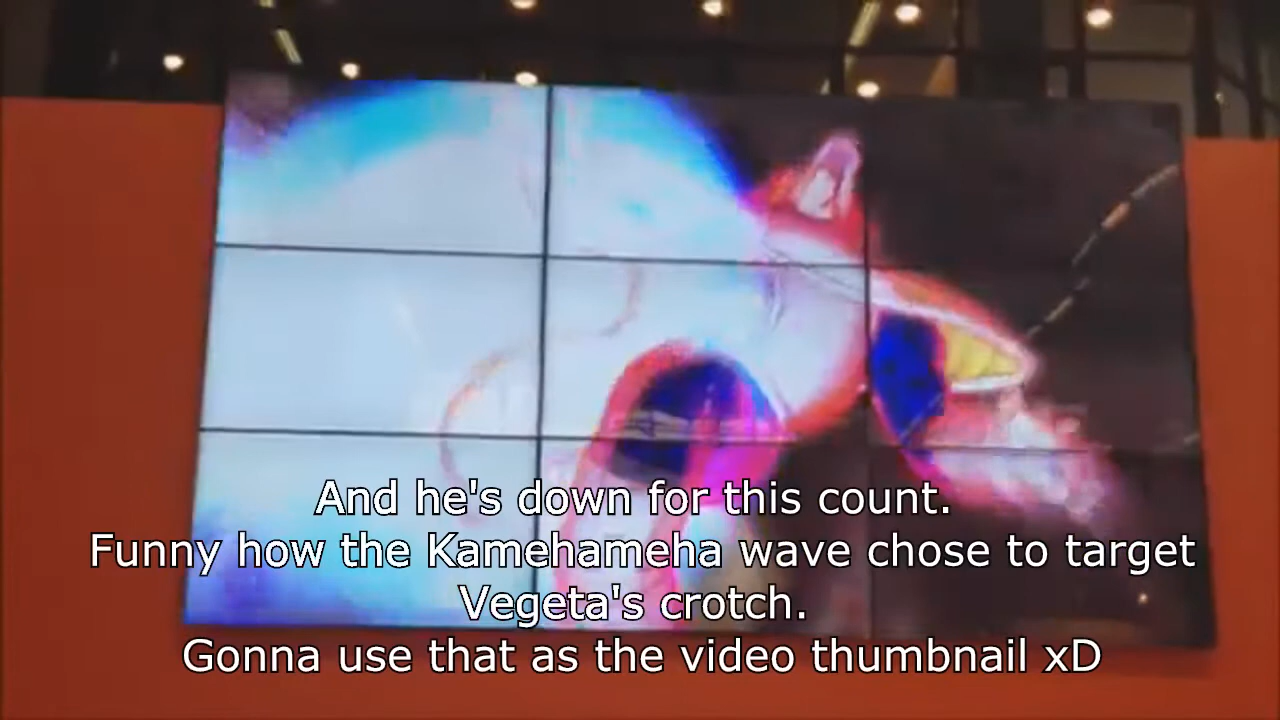 And he's down for this count.
Funny how the Kamehameha wave chose to target
Vegeta's crotch.
Gonna use that as the video thumbnail xD